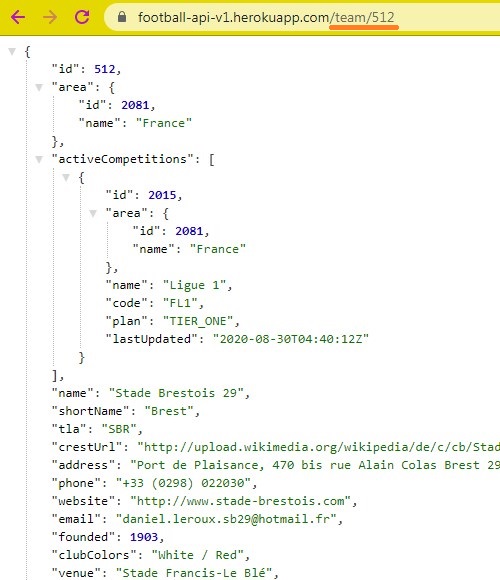 football-api-v1.herokuapp.com/team/512
{
"id": 512,
"area": {
"id": 2081,
"name": "France"
},
"activeCompetitions": [
{
"id": 2015,
"area": {
"id": 2081,
"name": "France"
},
"name": "Ligue 1",
"code": "FL1",
"plan": "TIER_ONE",
"lastUpdated": "2020-08-30T04:40:12Z"
}
],
"name": "Stade Brestois 29",
"shortName": "Brest",
"tla": "SBR",
"crestUrl": "http://upload.wikimedia.org/wikipedia/de/c/cb/Stad
"address": "Port de Plaisance, 470 bis rue Alain Colas Brest 29
"phone": "+33 (0298) 022030",
"website": "http://www.stade-brestois.com",
"email": "daniel.leroux.sb29@hotmail.fr",
"founded": 1903,
"clubColors": "White / Red",
"venue": "Stade Francis-Le Blé",